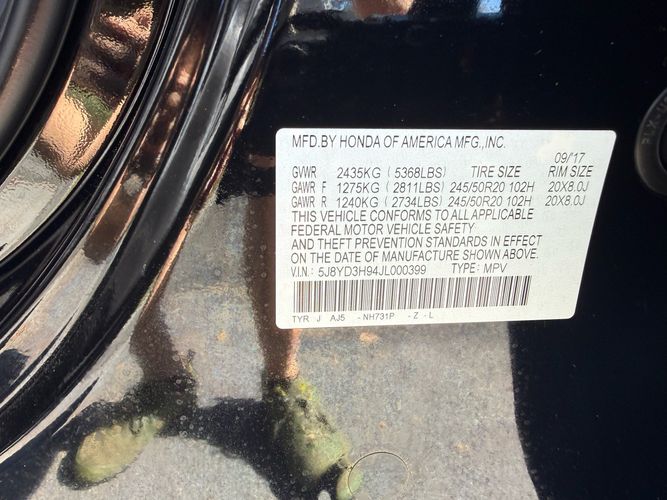 MFD.BY HONDA OF AMERICA MFG.,INC.
09/'17
GVWR 2435KG ( 5368LBS ) TIRE SIZE RIM SIZE
GAWR F 1275KG ( 2811LBS ) 245/50R20 102H 20X8.0J
GAWR R 1240KG ( 2734LBS ) 245/50R20 102H 20X8.0J
THIS VEHICLE CONFORMS TO ALL APPLICABLE
FEDERAL MOTOR VEHICLE SAFETY
AND THEFT PREVENTION STANDARDS IN EFFECT
ON THE DATE OF MANUFACTURE SHOWN ABOVE.
V.I.N: 5J8YD3H94JL000399 TYPE: MPV
TYR J AJ5 -NH731P - Z - L